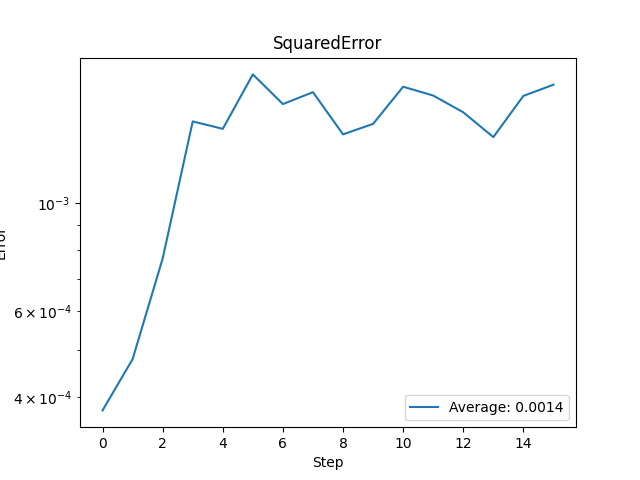 SquaredError
Error
10⁻³
6 × 10⁻⁴
4 × 10⁻⁴
Average: 0.0014
0 2 4 6 8 10 12 14
Step